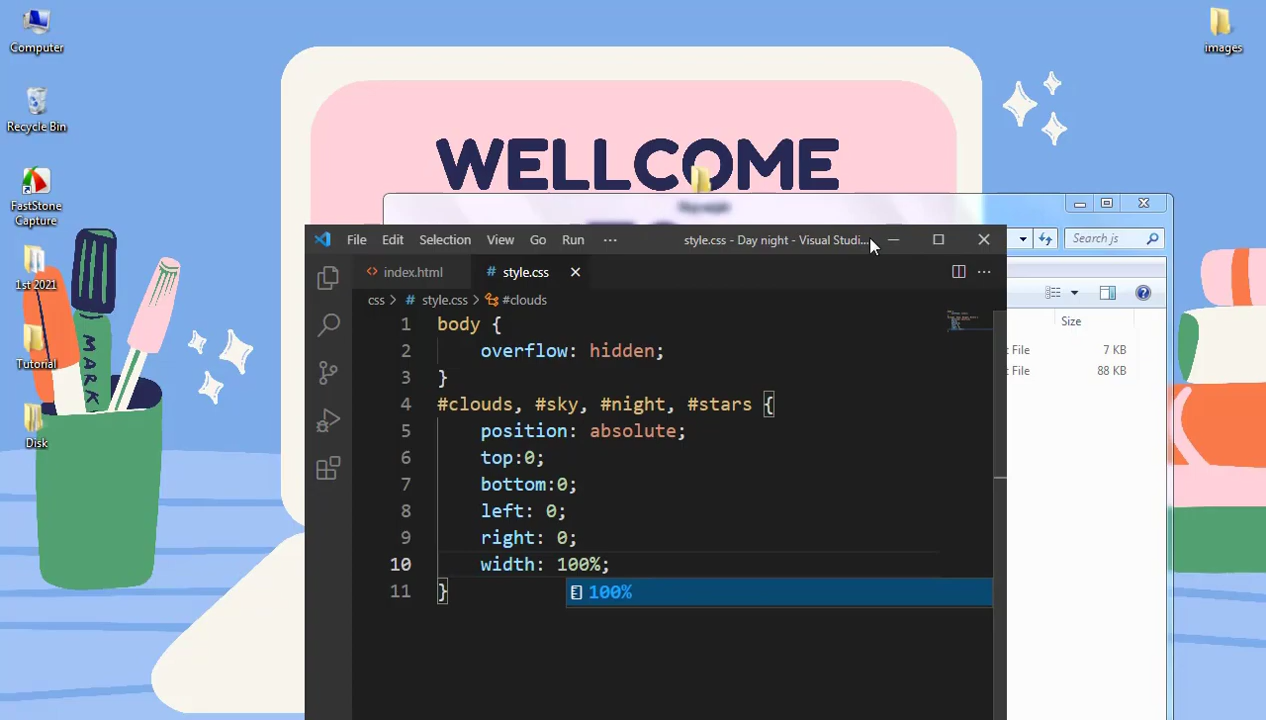 Computer
Recycle Bin
FastStone
Capture
1st 2021
Tutorial
Disk
images
WELLCOME
MARK
File Edit Selection View Go Run ··· style.css - Day night - Visual Studi...
Search js
index.html
# style.css
css > # style.css > #clouds
Size
t File 7 KB
t File 88 KB
1 body {
2 overflow: hidden;
3 }
4 #clouds, #sky, #night, #stars {
5 position: absolute;
6 top:0;
7 bottom:0;
8 left: 0;
9 right: 0;
10 width: 100%;
11 }
100%